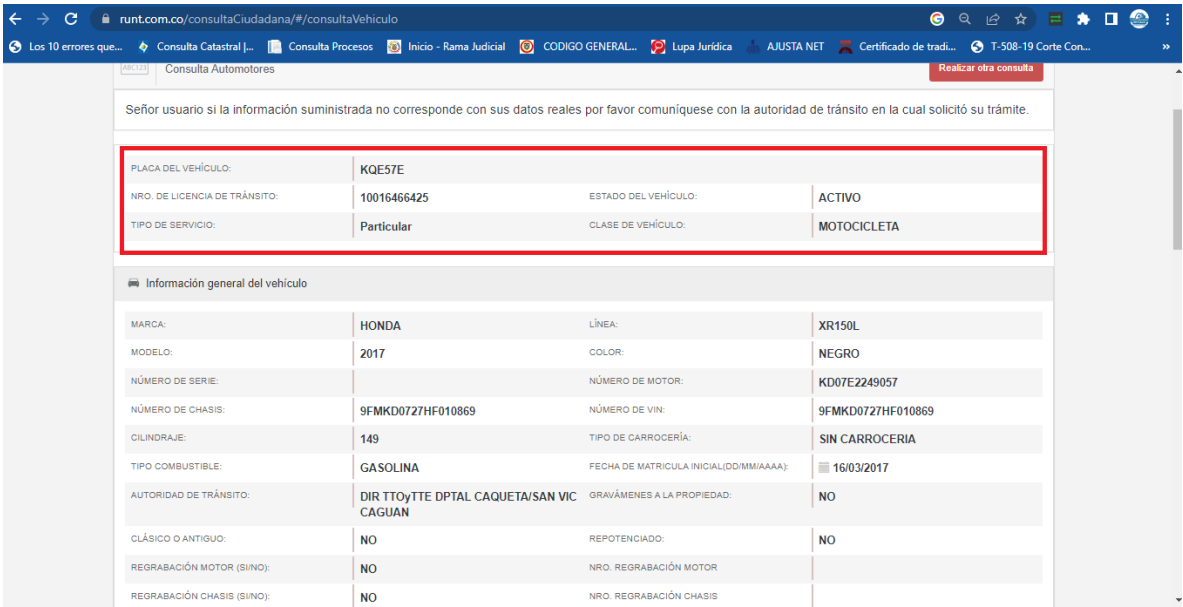 runt.com.co/consultaCiudadana/#/consultaVehiculo
Los 10 errores que... Consulta Catastral |... Consulta Procesos Inicio - Rama Judicial CODIGO GENERAL... Lupa Jurídica AJUSTA NET Certificado de tradi... T-508-19 Corte Con... »
ABC123 Consulta Automotores Realizar otra consulta
Señor usuario si la información suministrada no corresponde con sus datos reales por favor comuníquese con la autoridad de tránsito en la cual solicitó su trámite.
PLACA DEL VEHÍCULO: KQE57E
NRO. DE LICENCIA DE TRÁNSITO: 10016466425 ESTADO DEL VEHÍCULO: ACTIVO
TIPO DE SERVICIO: Particular CLASE DE VEHÍCULO: MOTOCICLETA
Información general del vehículo
MARCA: HONDA LÍNEA: XR150L
MODELO: 2017 COLOR: NEGRO
NÚMERO DE SERIE: NÚMERO DE MOTOR: KD07E2249057
NÚMERO DE CHASIS: 9FMKD0727HF010869 NÚMERO DE VIN: 9FMKD0727HF010869
CILINDRAJE: 149 TIPO DE CARROCERÍA: SIN CARROCERIA
TIPO COMBUSTIBLE: GASOLINA FECHA DE MATRICULA INICIAL(DD/MM/AAAA): 16/03/2017
AUTORIDAD DE TRÁNSITO: DIR TTOyTTE DPTAL CAQUETA/SAN VIC GRAVÁMENES A LA PROPIEDAD: NO
CAGUAN
CLÁSICO O ANTIGUO: NO REPOTENCIADO: NO
REGRABACIÓN MOTOR (SI/NO): NO NRO. REGRABACIÓN MOTOR
REGRABACIÓN CHASIS (SI/NO): NO NRO. REGRABACIÓN CHASIS